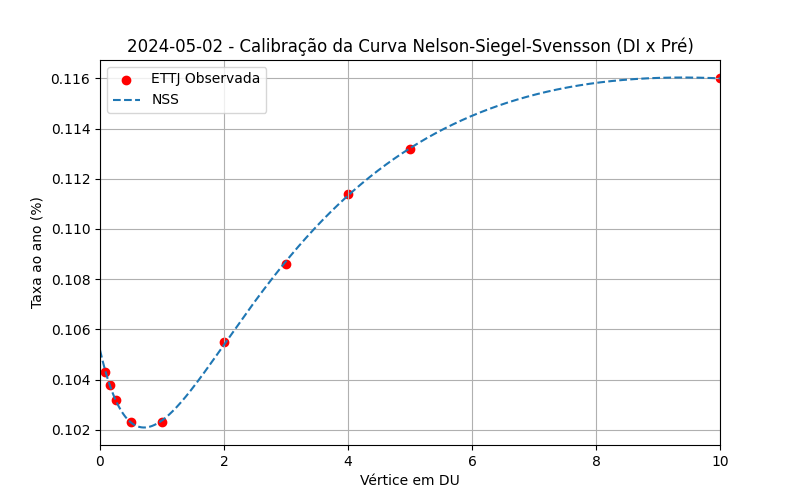 2024-05-02 - Calibração da Curva Nelson-Siegel-Svensson (DI x Pré)
ETTJ Observada
NSS
Taxa ao ano (%)
0.116
0.114
0.112
0.110
0.108
0.106
0.104
0.102
0 2 4 6 8 10
Vértice em DU